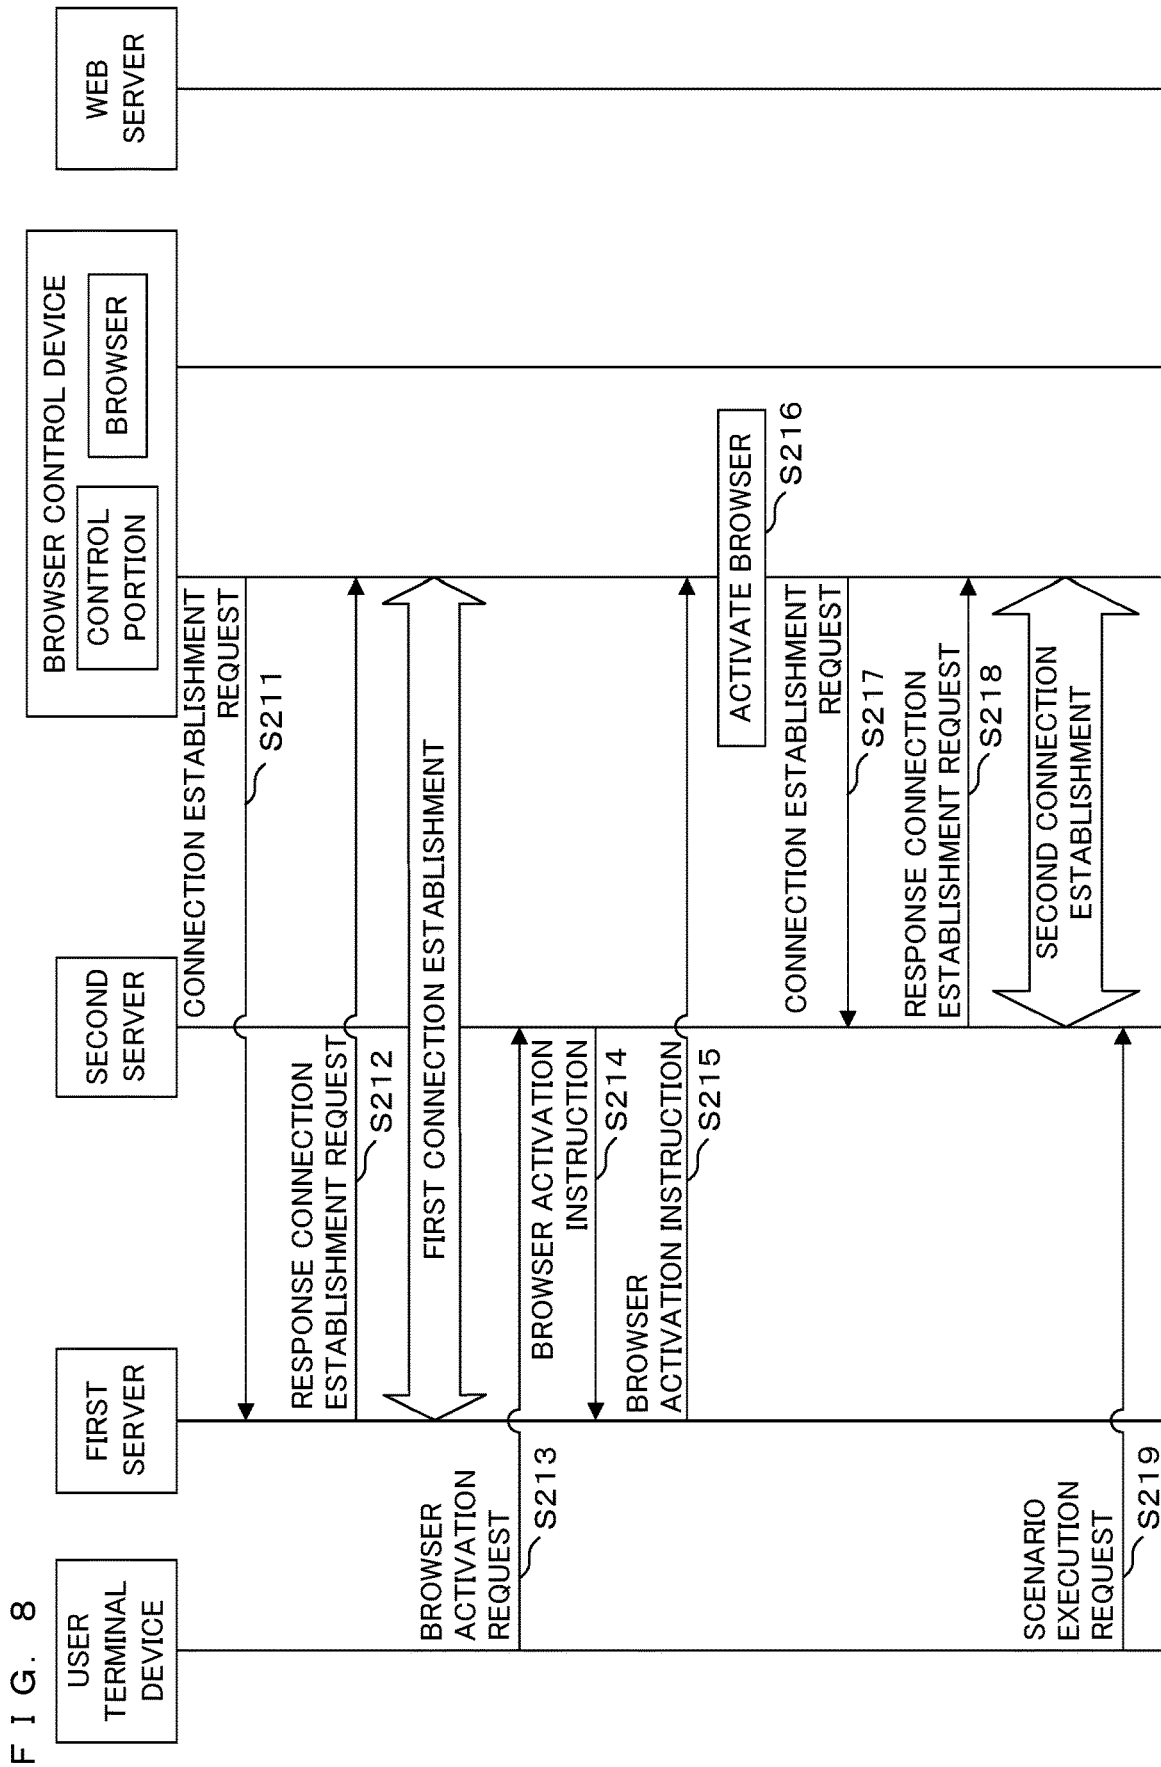 FIG. 8
USER
TERMINAL
DEVICE
FIRST
SERVER
SECOND
SERVER
BROWSER CONTROL DEVICE
CONTROL
PORTION
BROWSER
WEB
SERVER
CONNECTION ESTABLISHMENT
REQUEST
S211
RESPONSE CONNECTION
ESTABLISHMENT REQUEST
S212
FIRST CONNECTION ESTABLISHMENT
BROWSER
ACTIVATION
REQUEST
S213
BROWSER ACTIVATION
INSTRUCTION
S214
BROWSER
ACTIVATION INSTRUCTION
S215
ACTIVATE BROWSER
S216
CONNECTION ESTABLISHMENT
REQUEST
S217
RESPONSE CONNECTION
ESTABLISHMENT REQUEST
S218
SECOND CONNECTION
ESTABLISHMENT
SCENARIO
EXECUTION
REQUEST
S219